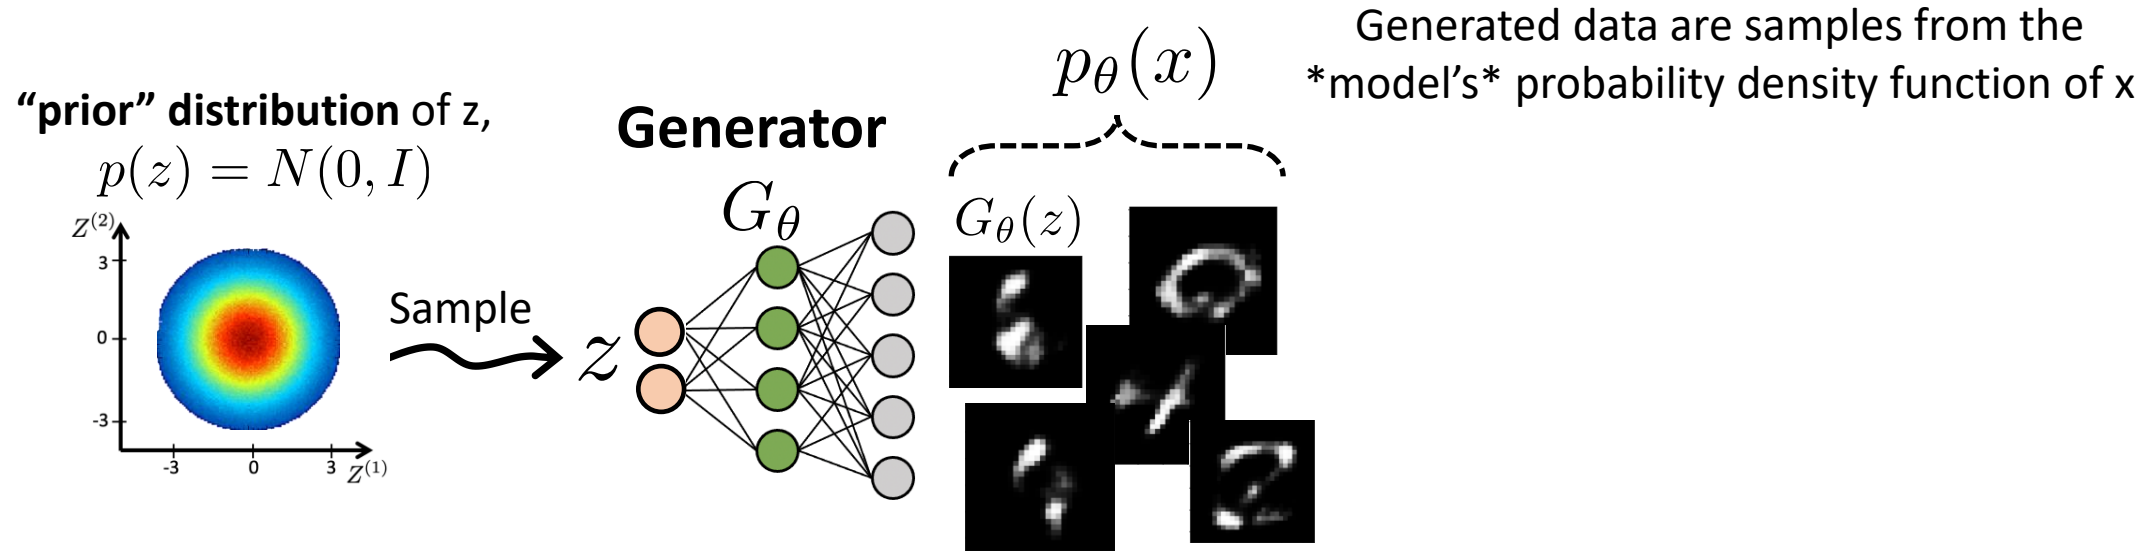 “prior” distribution of z,
p(z) = N(0, I)
Z^{(2)}
3
0
-3
-3 0 3
Z^{(1)}
Sample
z
Generator
G_θ
p_θ(x)
G_θ(z)
Generated data are samples from the
*model’s* probability density function of x